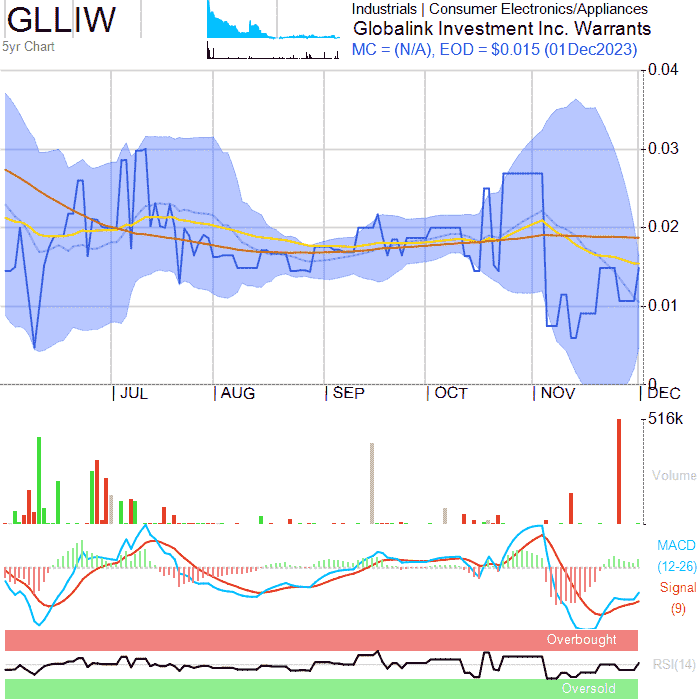 GLLIW
5yr Chart
Industrials | Consumer Electronics/Appliances
Globalink Investment Inc. Warrants
MC = (N/A), EOD = $0.015 (01Dec2023)
0.04
0.03
0.02
0.01
0
JUL AUG SEP OCT NOV DEC
516k
Volume
MACD
(12-26)
Signal
(9)
Overbought
RSI(14)
Oversold